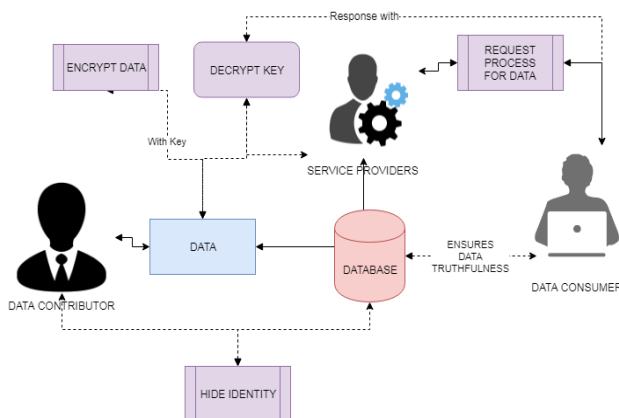 Response with
ENCRYPT DATA
DECRYPT KEY
REQUEST
PROCESS
FOR DATA
With Key
SERVICE PROVIDERS
DATA
DATABASE
ENSURES
DATA
TRUTHFULNESS
DATA CONTRIBUTOR
DATA CONSUMER
HIDE IDENTITY